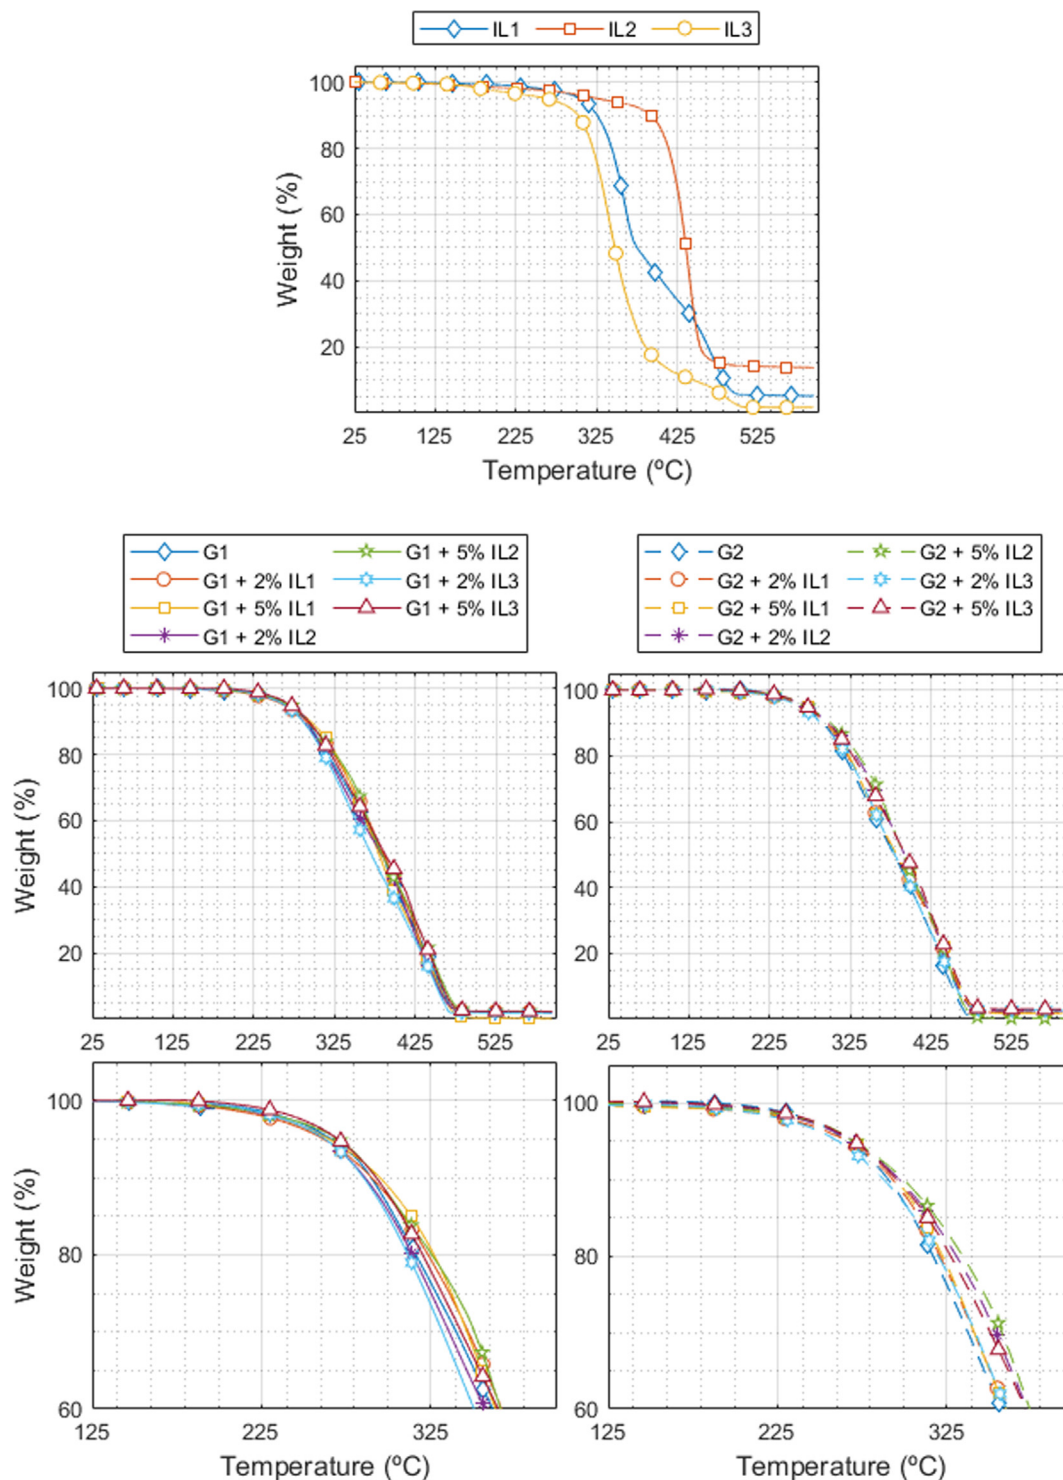 IL1 IL2 IL3
100
80
60
40
20
Weight (%)
25 125 225 325 425 525
Temperature (ºC)
G1 G1 + 5% IL2
G1 + 2% IL1 G1 + 2% IL3
G1 + 5% IL1 G1 + 5% IL3
G1 + 2% IL2
G2 G2 + 5% IL2
G2 + 2% IL1 G2 + 2% IL3
G2 + 5% IL1 G2 + 5% IL3
G2 + 2% IL2
100
80
60
40
20
Weight (%)
25 125 225 325 425 525
100
80
60
40
20
25 125 225 325 425 525
100
80
60
Weight (%)
125 225 325
Temperature (ºC)
100
80
60
125 225 325
Temperature (ºC)